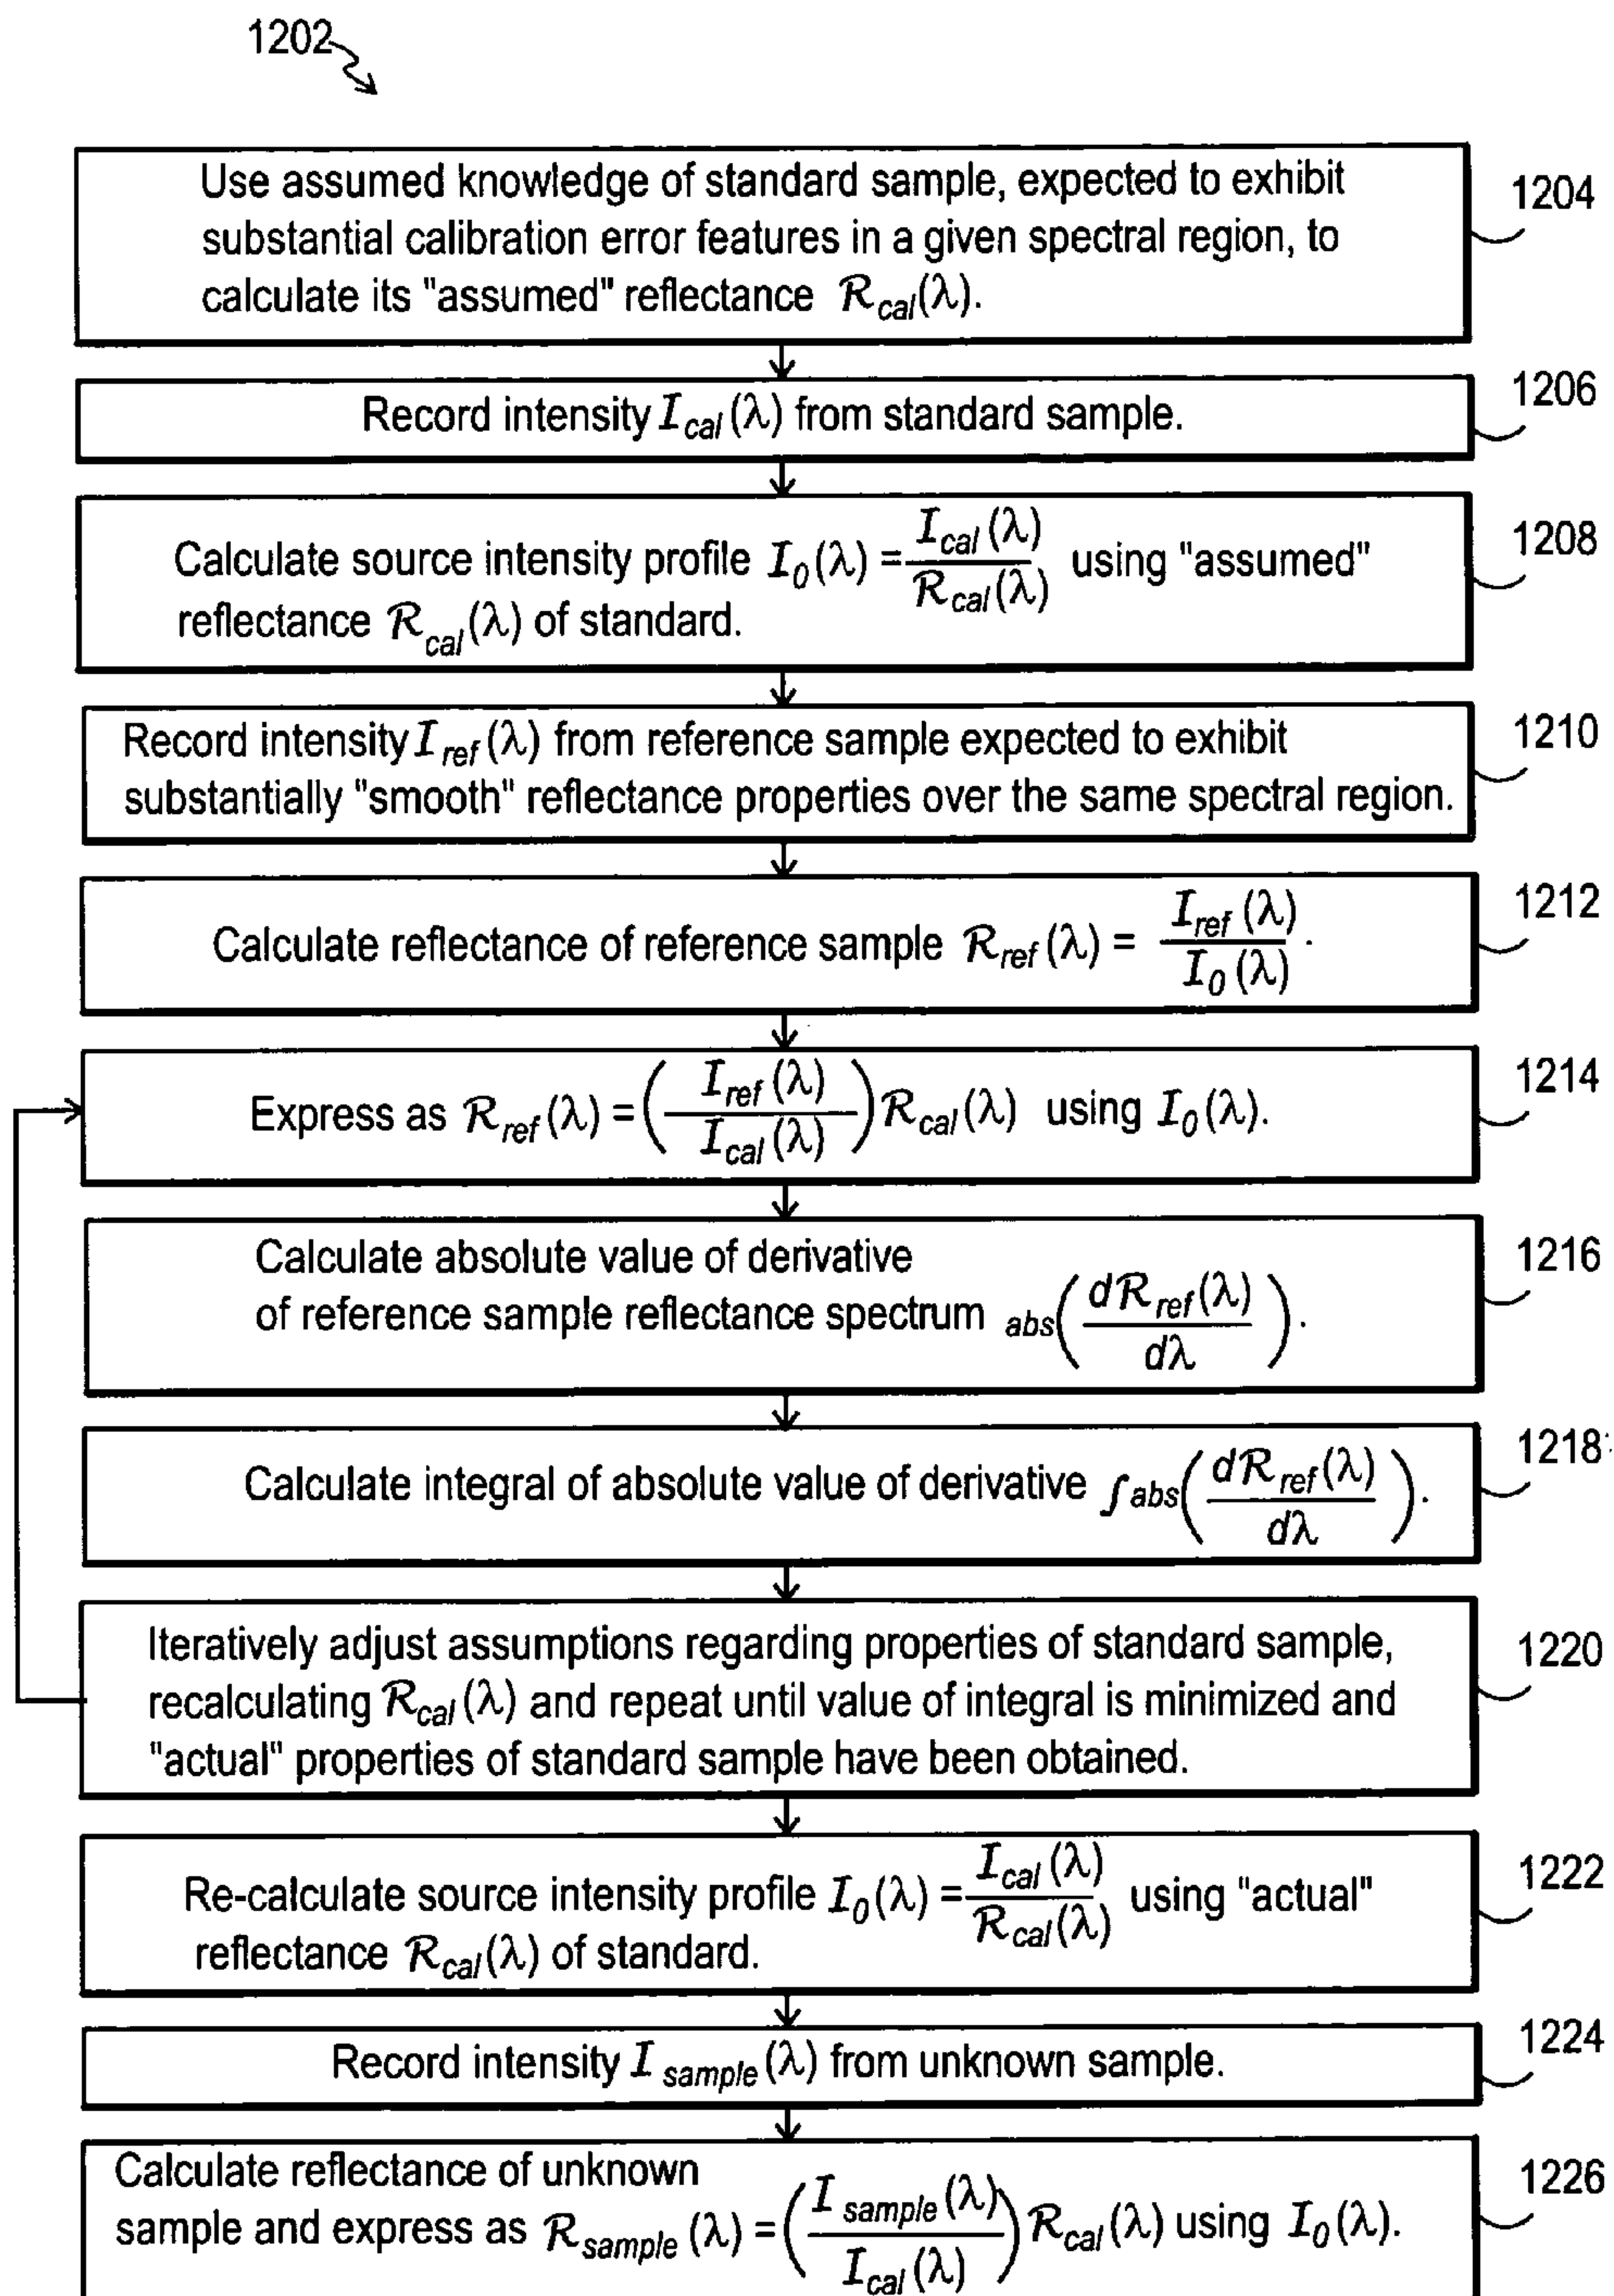 1202
Use assumed knowledge of standard sample, expected to exhibit
substantial calibration error features in a given spectral region, to
calculate its "assumed" reflectance R_cal(λ).
1204
Record intensity I_cal(λ) from standard sample.
1206
Calculate source intensity profile I_0(λ) = I_cal(λ) / R_cal(λ) using "assumed"
reflectance R_cal(λ) of standard.
1208
Record intensity I_ref(λ) from reference sample expected to exhibit
substantially "smooth" reflectance properties over the same spectral region.
1210
Calculate reflectance of reference sample R_ref(λ) = I_ref(λ) / I_0(λ).
1212
Express as R_ref(λ) = (I_ref(λ) / I_cal(λ)) R_cal(λ) using I_0(λ).
1214
Calculate absolute value of derivative
of reference sample reflectance spectrum abs(dR_ref(λ) / dλ).
1216
Calculate integral of absolute value of derivative ∫abs(dR_ref(λ) / dλ).
1218
Iteratively adjust assumptions regarding properties of standard sample,
recalculating R_cal(λ) and repeat until value of integral is minimized and
"actual" properties of standard sample have been obtained.
1220
Re-calculate source intensity profile I_0(λ) = I_cal(λ) / R_cal(λ) using "actual"
reflectance R_cal(λ) of standard.
1222
Record intensity I_sample(λ) from unknown sample.
1224
Calculate reflectance of unknown
sample and express as R_sample(λ) = (I_sample(λ) / I_cal(λ)) R_cal(λ) using I_0(λ).
1226